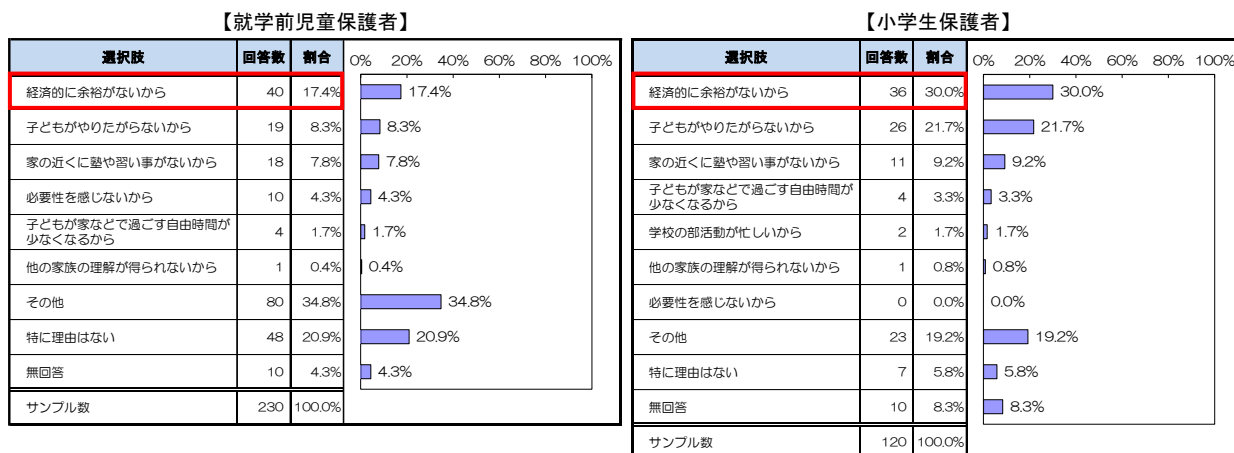 【就学前児童保護者】
選択肢 回答数 割合 0% 20% 40% 60% 80% 100%
経済的に余裕がないから 40 17.4% 17.4%
子どもがやりたがらないから 19 8.3% 8.3%
家の近くに塾や習い事がないから 18 7.8% 7.8%
必要性を感じないから 10 4.3% 4.3%
子どもが家などで過ごす自由時間が
少なくなるから 4 1.7% 1.7%
他の家族の理解が得られないから 1 0.4% 0.4%
その他 80 34.8% 34.8%
特に理由はない 48 20.9% 20.9%
無回答 10 4.3% 4.3%
サンプル数 230 100.0%
【小学生保護者】
選択肢 回答数 割合 0% 20% 40% 60% 80% 100%
経済的に余裕がないから 36 30.0% 30.0%
子どもがやりたがらないから 26 21.7% 21.7%
家の近くに塾や習い事がないから 11 9.2% 9.2%
子どもが家などで過ごす自由時間が
少なくなるから 4 3.3% 3.3%
学校の部活動が忙しいから 2 1.7% 1.7%
他の家族の理解が得られないから 1 0.8% 0.8%
必要性を感じないから 0 0.0% 0.0%
その他 23 19.2% 19.2%
特に理由はない 7 5.8% 5.8%
無回答 10 8.3% 8.3%
サンプル数 120 100.0%